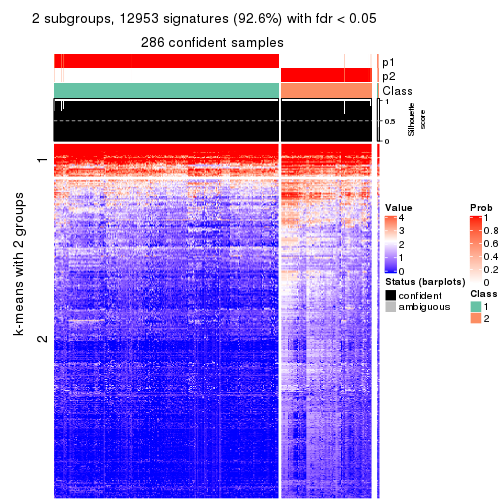 2 subgroups, 12953 signatures (92.6%) with fdr < 0.05
286 confident samples
p1
p2
Class
1
0.5
0
Silhouette
score
k-means with 2 groups
1
2
Value
4
3
2
1
0
Prob
1
0.8
0.6
0.4
0.2
0
Status (barplots)
confident
ambiguous
Class
1
2